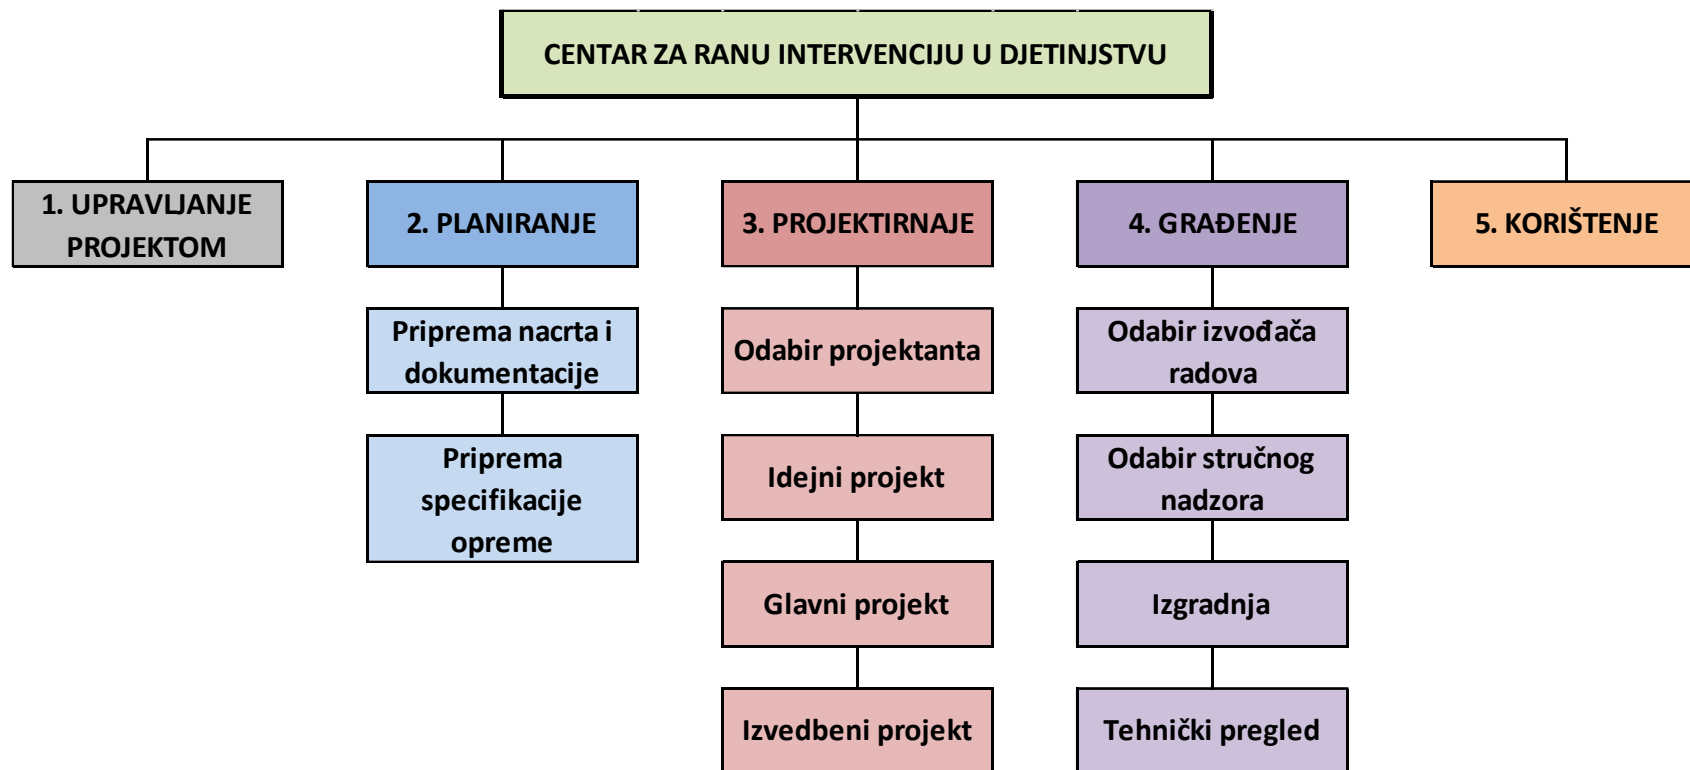 CENTAR ZA RANU INTERVENCIJU U DJETINJSTVU
1. UPRAVLJANJE
PROJEKTOM
2. PLANIRANJE
3. PROJEKTIRNAJE
4. GRAĐENJE
5. KORIŠTENJE
Priprema nacrta i
dokumentacije
Odabir projektanta
Odabir izvođača
radova
Priprema
specifikacije
opreme
Idejni projekt
Odabir stručnog
nadzora
Glavni projekt
Izgradnja
Izvedbeni projekt
Tehnički pregled